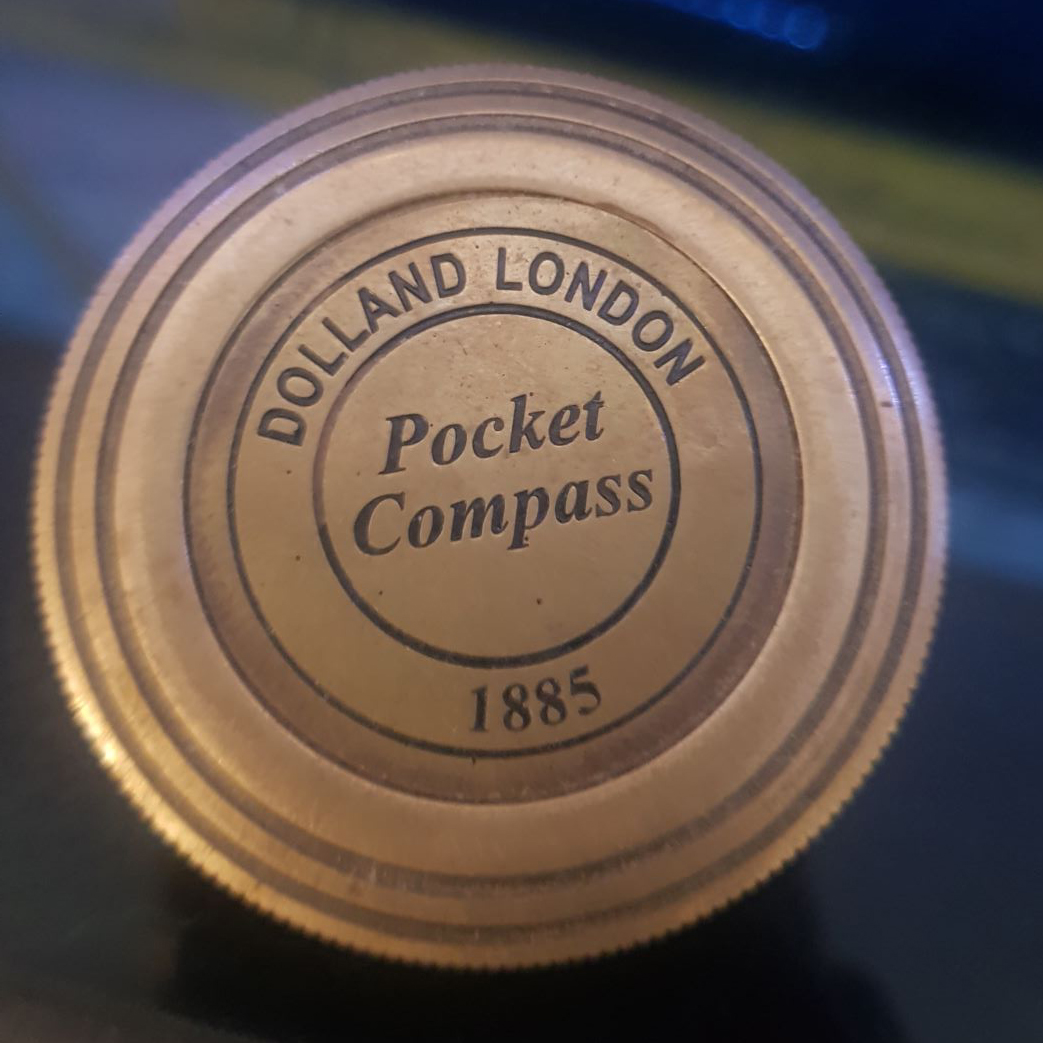 DOLLAND LONDON
Pocket
Compass
1885